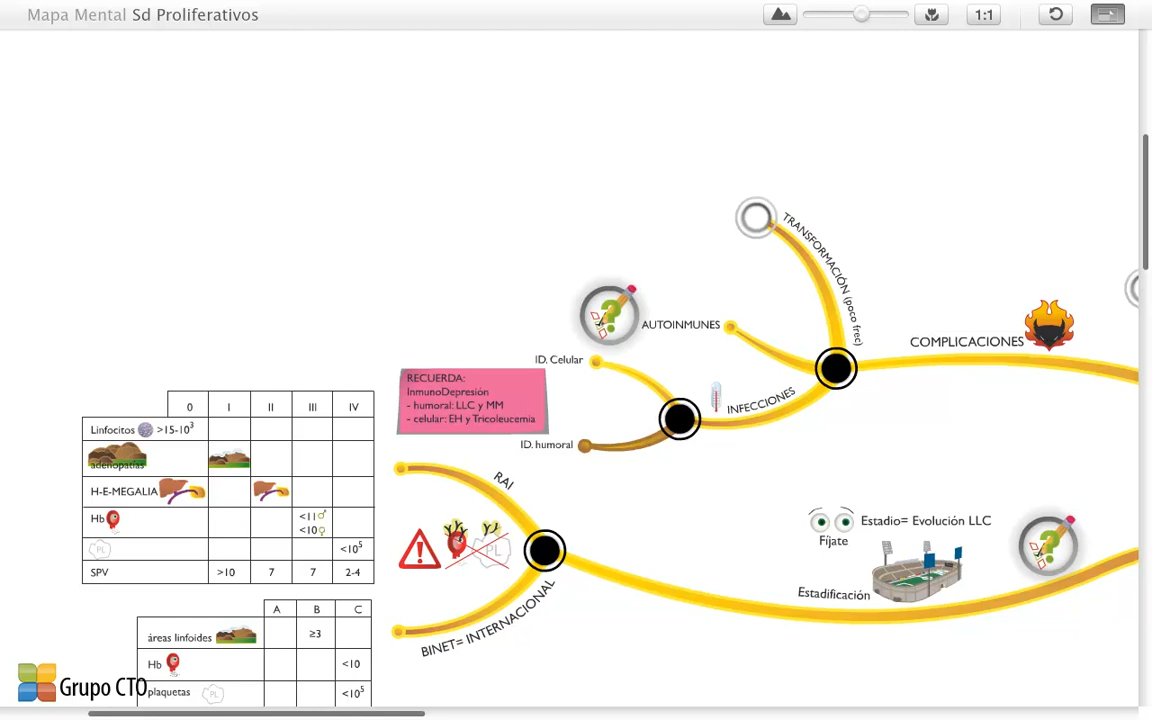 Mapa Mental Sd Proliferativos
1:1
TRANSFORMACIÓN (poco frec)
AUTOINMUNES
COMPLICACIONES
ID. Celular
RECUERDA:
InmunoDepresión
- humoral: LLC y MM
- celular: EH y Tricoleucemia
INFECCIONES
ID. humoral
0 I II III IV
Linfocitos >15-10³
adenopatías
H-E-MEGALIA
Hb <11♂
<10♀
PL <10⁵
SPV >10 7 7 2-4
RAI
PL
BINET= INTERNACIONAL
Estadio= Evolución LLC
Fíjate
Estadificación
A B C
áreas linfoides ≥3
Hb <10
plaquetas PL <10⁵
Grupo CTO